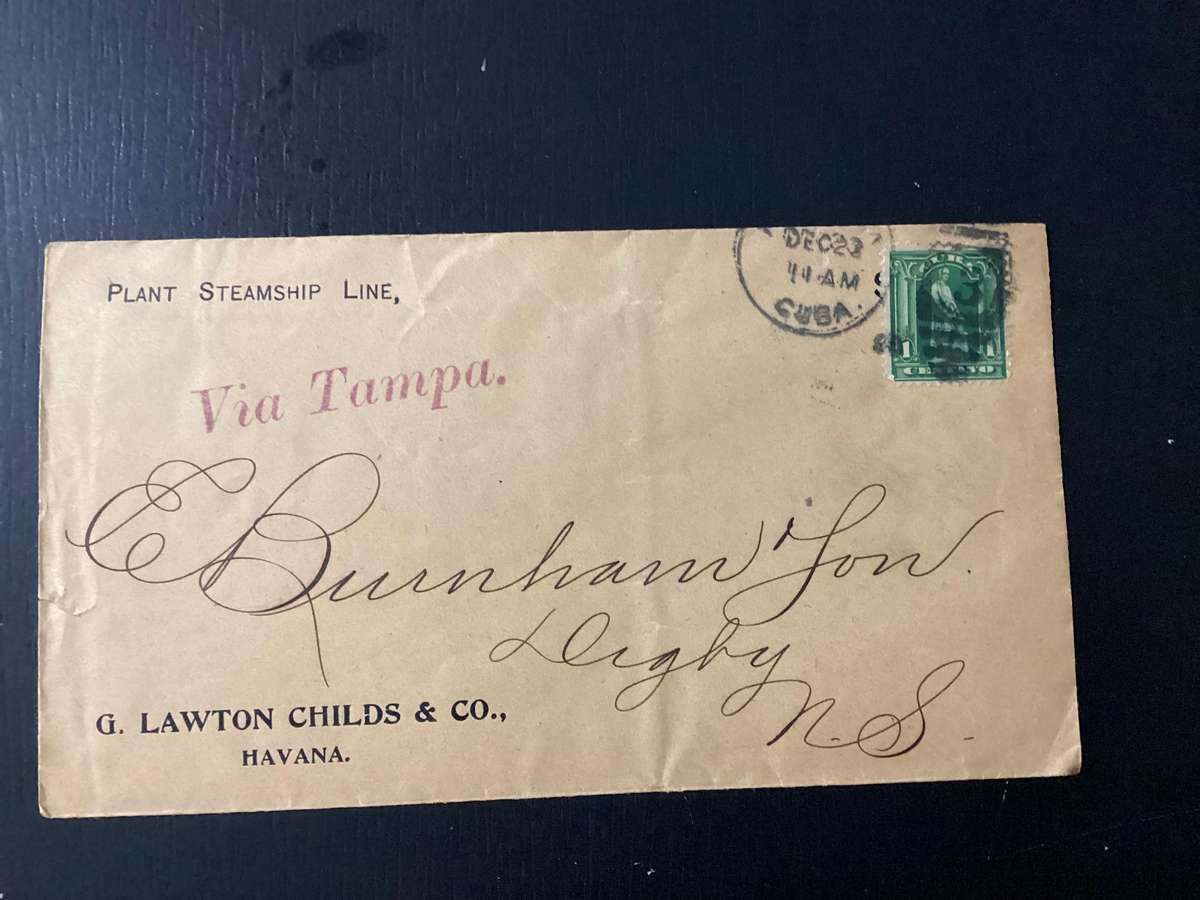 PLANT STEAMSHIP LINE,
Via Tampa.
DEC 23
11 AM
CUBA.
CUBA
1 1
CENTAVO
E Burnham & Son.
Digby
N.S.
G. LAWTON CHILDS & CO.,
HAVANA.